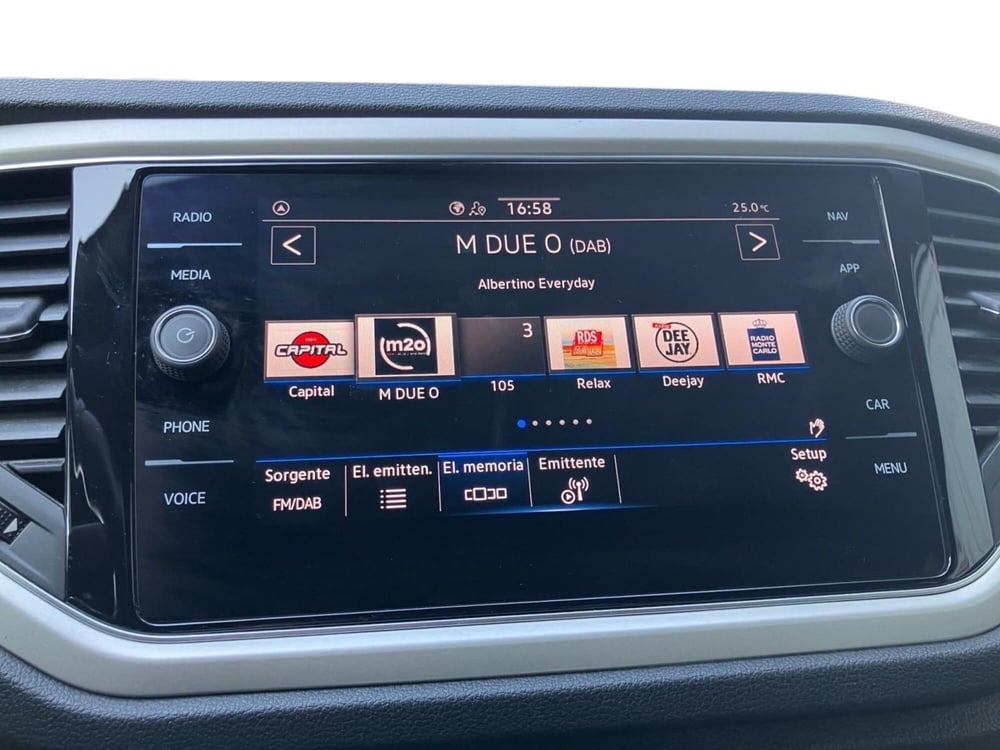 RADIO
MEDIA
PHONE
VOICE
16:58
25.0°C
< M DUE O (DAB) >
Albertino Everyday
CAPITAL
(m2o)
3
RDS
Relax
DEE
JAY
RADIO
MONTE
CARLO
Capital
M DUE O
105
Relax
Deejay
RMC
Setup
Sorgente
El. emitten.
El. memoria
Emittente
FM/DAB
NAV
APP
CAR
MENU